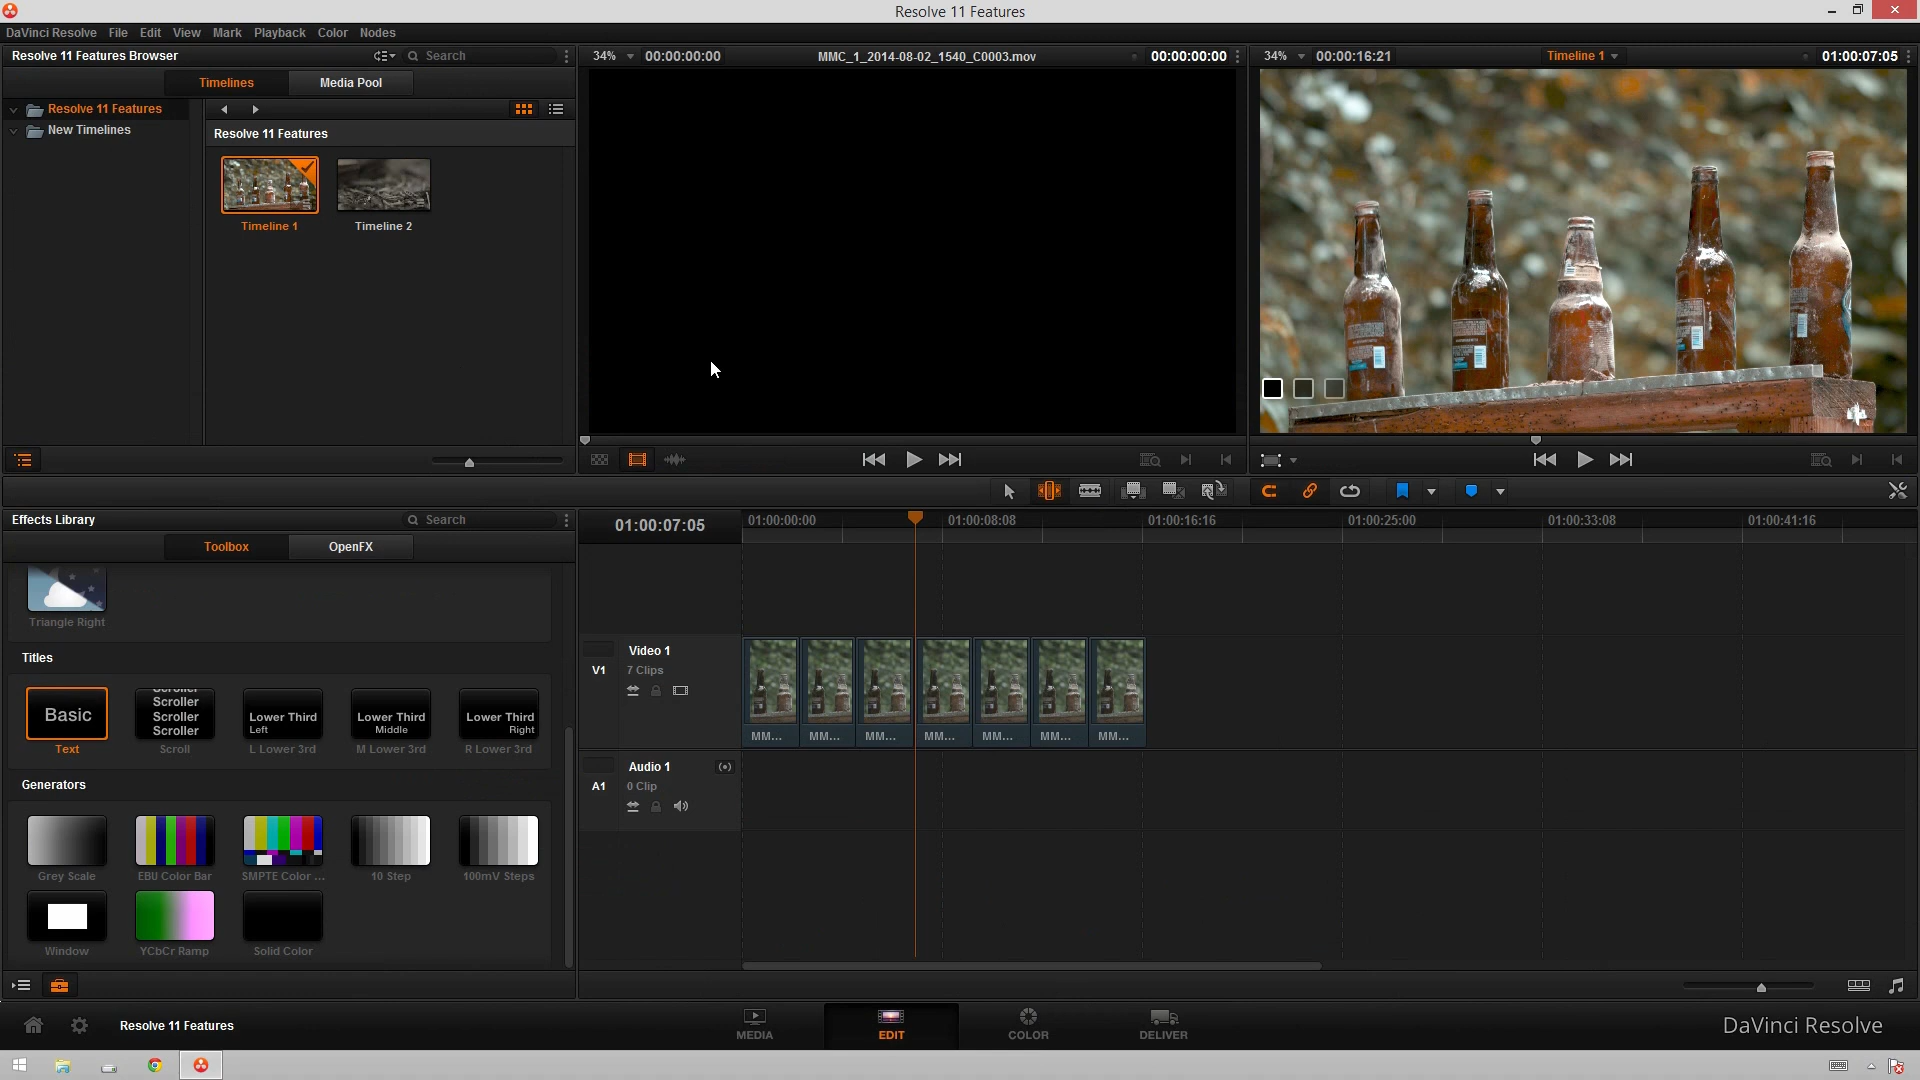 Resolve 11 Features
DaVinci Resolve File Edit View Mark Playback Color Nodes
Resolve 11 Features Browser
Search
34%
00:00:00:00
MMC_1_2014-08-02_1540_C0003.mov
00:00:00:00
34%
00:00:16:21
Timeline 1
01:00:07:05
Timelines
Media Pool
Resolve 11 Features
New Timelines
Resolve 11 Features
Timeline 1
Timeline 2
Effects Library
Search
Toolbox
OpenFX
Triangle Right
Titles
Basic
Text
Scroller
Scroller
Scroller
Scroller
Scroll
Lower Third
Left
L Lower 3rd
Lower Third
Middle
M Lower 3rd
Lower Third
Right
R Lower 3rd
Generators
Grey Scale
EBU Color Bar
SMPTE Color ...
10 Step
100mV Steps
Window
YCbCr Ramp
Solid Color
01:00:07:05
01:00:00:00
01:00:08:08
01:00:16:16
01:00:25:00
01:00:33:08
01:00:41:16
V1
Video 1
7 Clips
MM...
MM...
MM...
MM...
MM...
MM...
MM...
A1
Audio 1
0 Clip
Resolve 11 Features
MEDIA
EDIT
COLOR
DELIVER
DaVinci Resolve